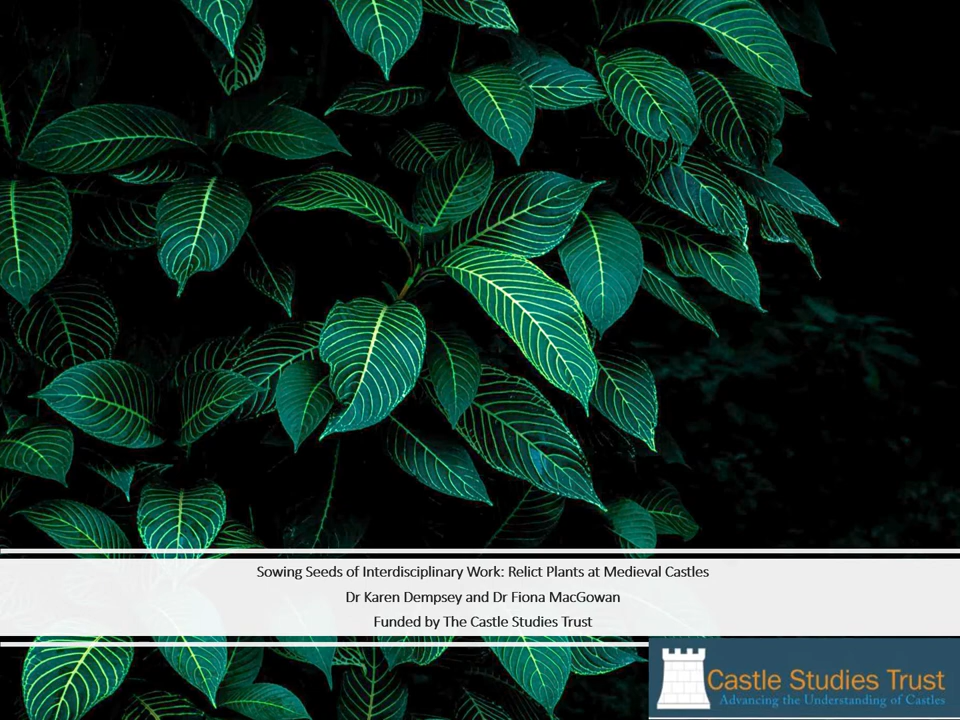 Sowing Seeds of Interdisciplinary Work: Relict Plants at Medieval Castles
Dr Karen Dempsey and Dr Fiona MacGowan
Funded by The Castle Studies Trust
Castle Studies Trust
Advancing the Understanding of Castles